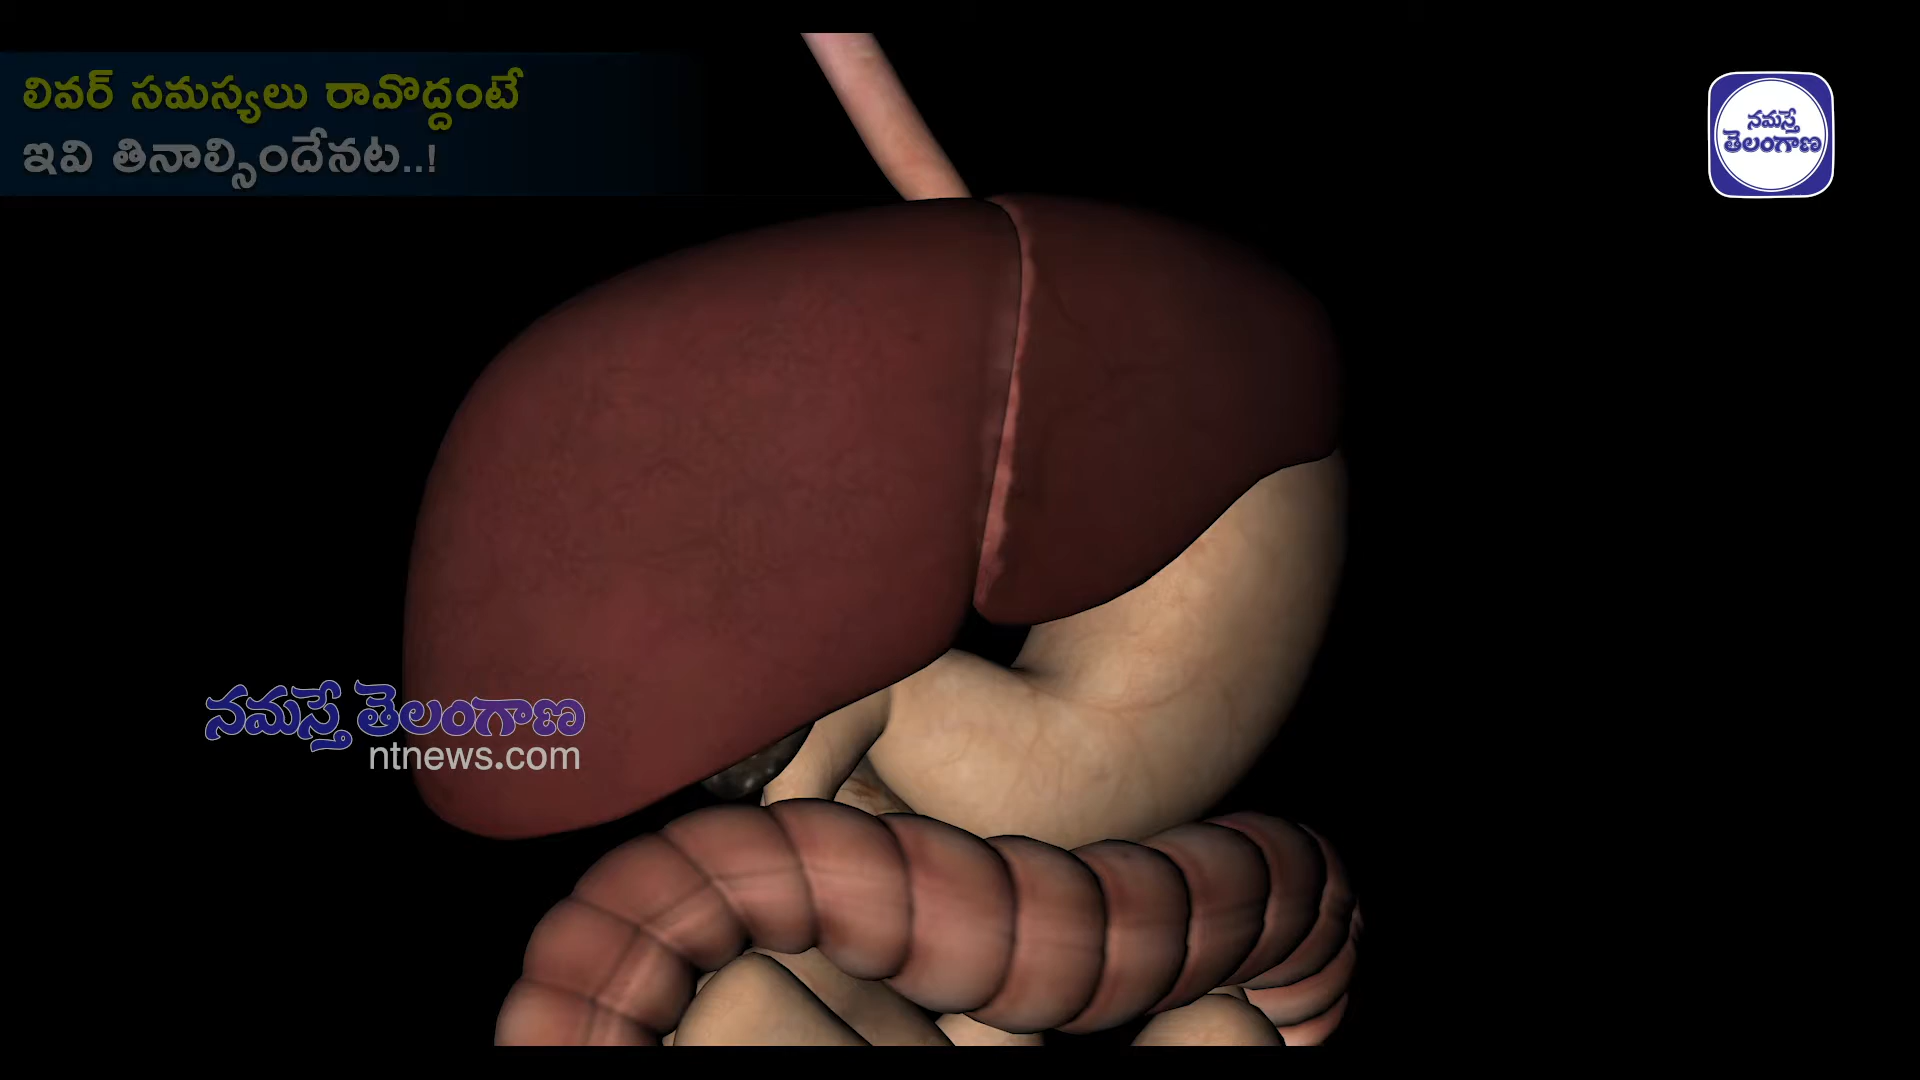 లివర్ సమస్యలు రావొద్దంటే
ఇవి తినాల్సిందేనట..!
నమస్తే
తెలంగాణ
నమస్తే తెలంగాణ
ntnews.com